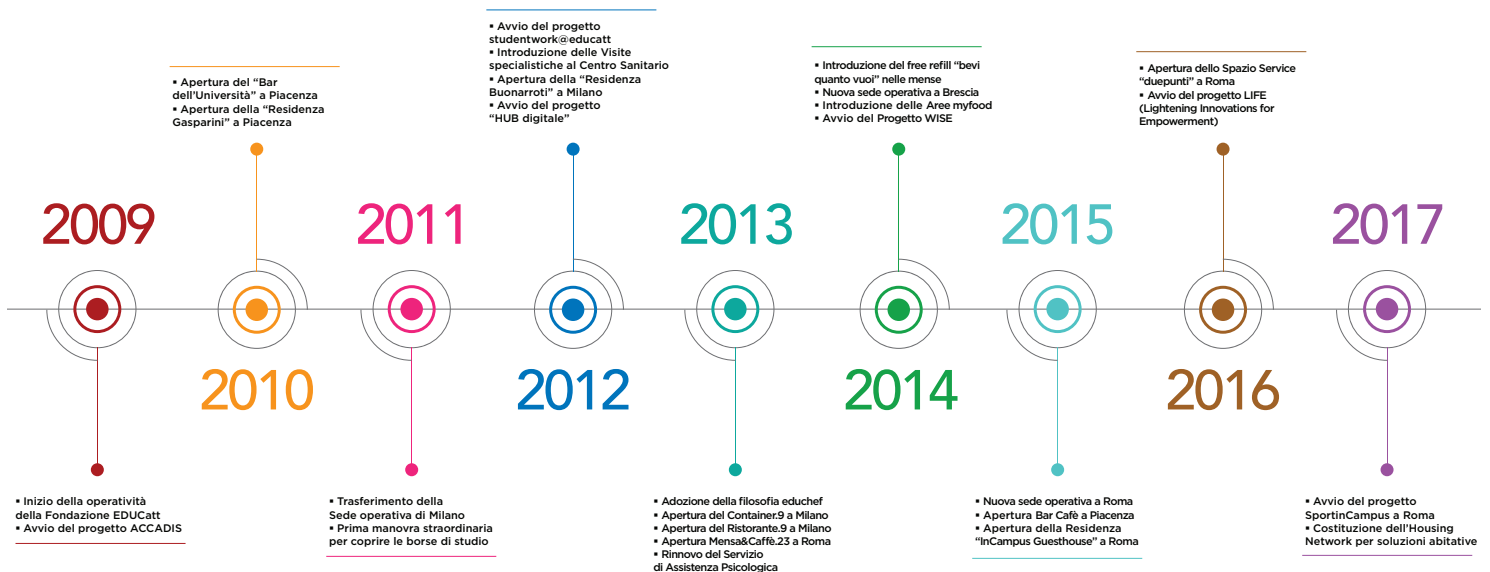 2009
▪ Inizio della operatività
della Fondazione EDUCatt
▪ Avvio del progetto ACCADIS
▪ Apertura del “Bar
dell’Università” a Piacenza
▪ Apertura della “Residenza
Gasparini” a Piacenza
2010
2011
▪ Trasferimento della
Sede operativa di Milano
▪ Prima manovra straordinaria
per coprire le borse di studio
▪ Avvio del progetto
studentwork@educatt
▪ Introduzione delle Visite
specialistiche al Centro Sanitario
▪ Apertura della “Residenza
Buonarroti” a Milano
▪ Avvio del progetto
“HUB digitale”
2012
2013
▪ Adozione della filosofia educhef
▪ Apertura del Container.9 a Milano
▪ Apertura del Ristorante.9 a Milano
▪ Apertura Mensa&Caffè.23 a Roma
▪ Rinnovo del Servizio
di Assistenza Psicologica
▪ Introduzione del free refill “bevi
quanto vuoi” nelle mense
▪ Nuova sede operativa a Brescia
▪ Introduzione delle Aree myfood
▪ Avvio del Progetto WISE
2014
2015
▪ Nuova sede operativa a Roma
▪ Apertura Bar Cafè a Piacenza
▪ Apertura della Residenza
“InCampus Guesthouse” a Roma
▪ Apertura dello Spazio Service
“duepunti” a Roma
▪ Avvio del progetto LIFE
(Lightening Innovations for
Empowerment)
2016
2017
▪ Avvio del progetto
SportinCampus a Roma
▪ Costituzione dell’Housing
Network per soluzioni abitative